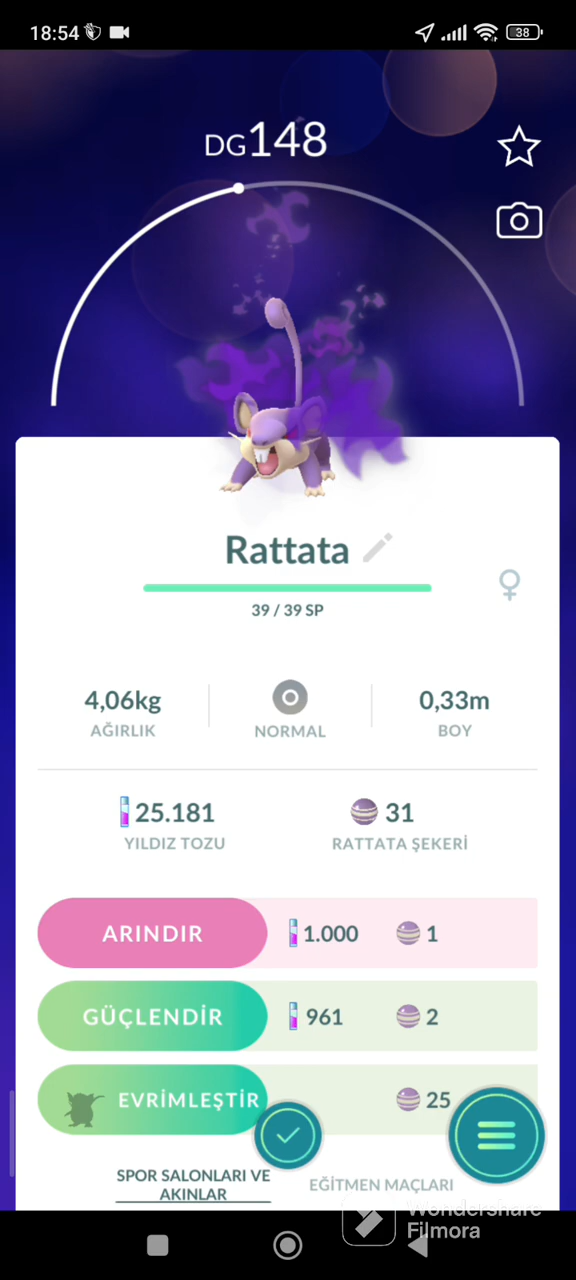 18:54
38
DG148
Rattata
39 / 39 SP
4,06kg
AĞIRLIK
NORMAL
0,33m
BOY
25.181
YILDIZ TOZU
31
RATTATA ŞEKERİ
ARINDIR 1.000 1
GÜÇLENDİR 961 2
EVRİMLEŞTİR 25
SPOR SALONLARI VE
AKINLAR
EĞİTMEN MAÇLARI
Wondershare
Filmora